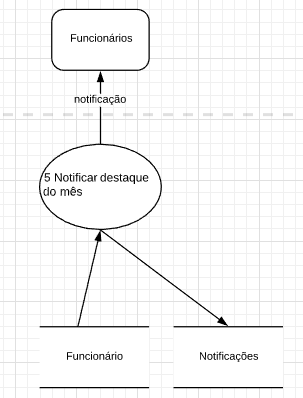 Funcionários
notificação
5 Notificar destaque
do mês
Funcionário
Notificações